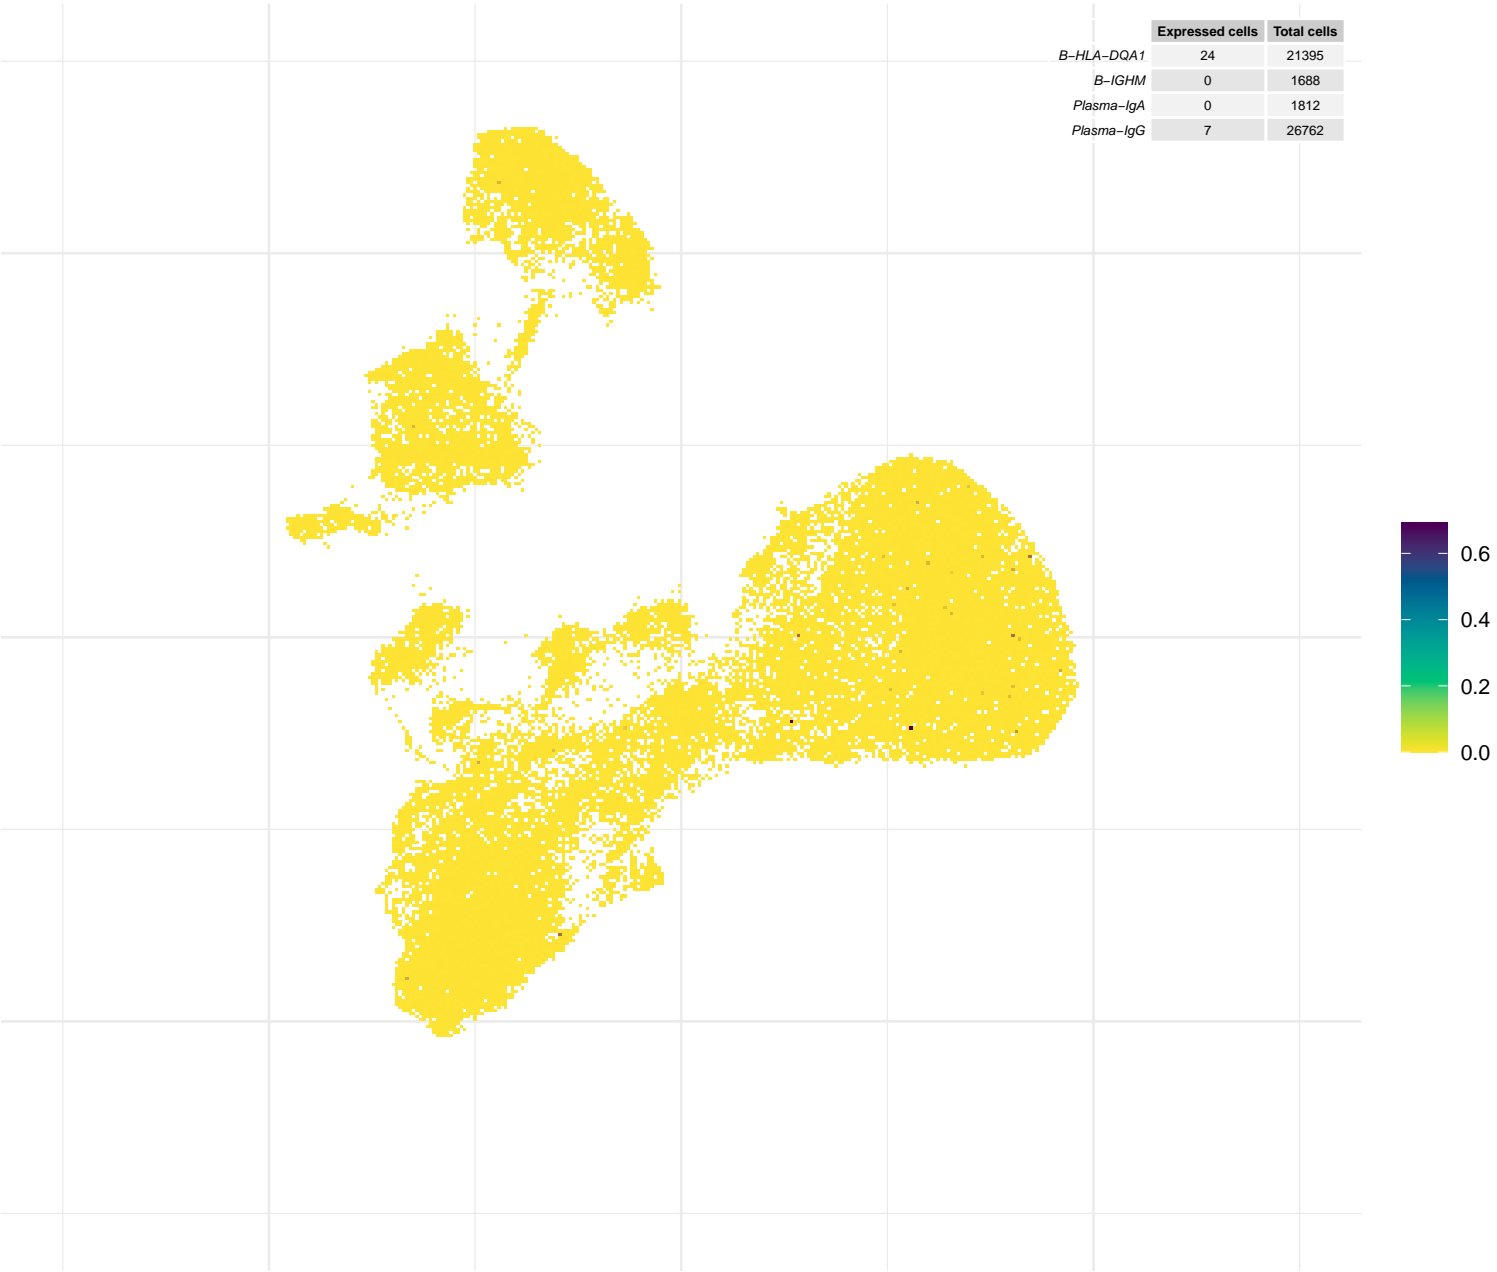 Expressed cells Total cells
B−HLA−DQA1 24 21395
B−IGHM 0 1688
Plasma−IgA 0 1812
Plasma−IgG 7 26762
0.6
0.4
0.2
0.0